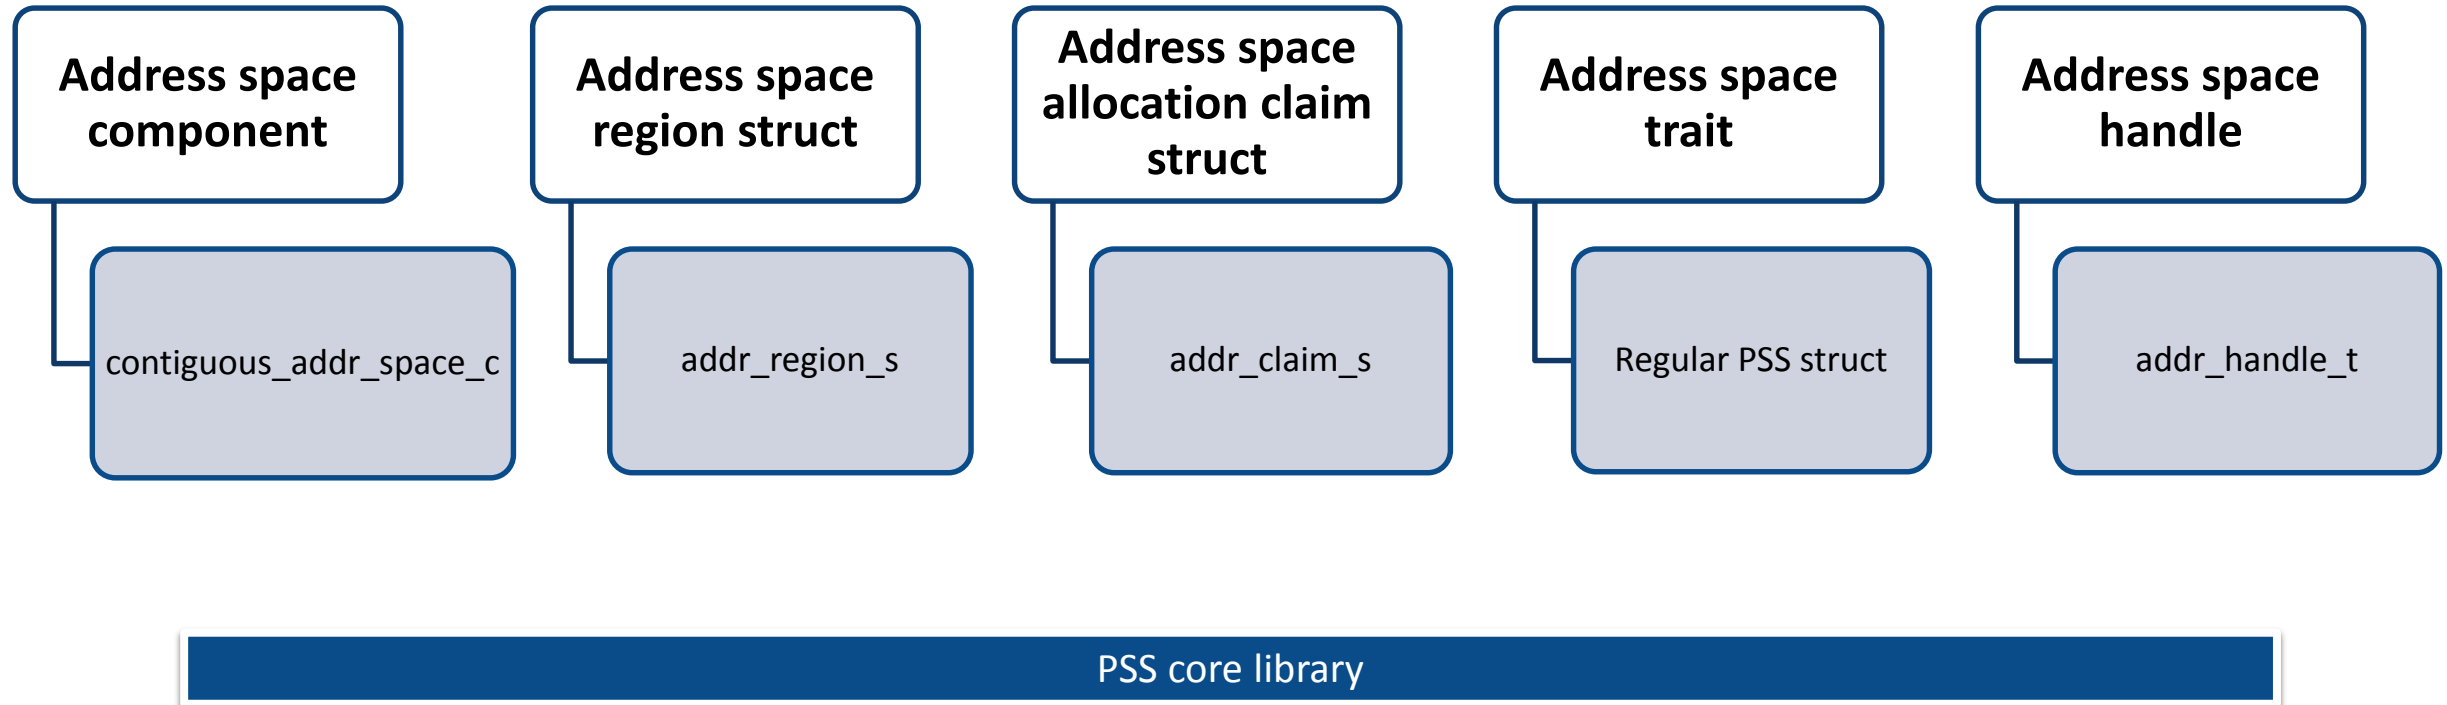 Address space
component
contiguous_addr_space_c
Address space
region struct
addr_region_s
Address space
allocation claim
struct
addr_claim_s
Address space
trait
Regular PSS struct
Address space
handle
addr_handle_t
PSS core library